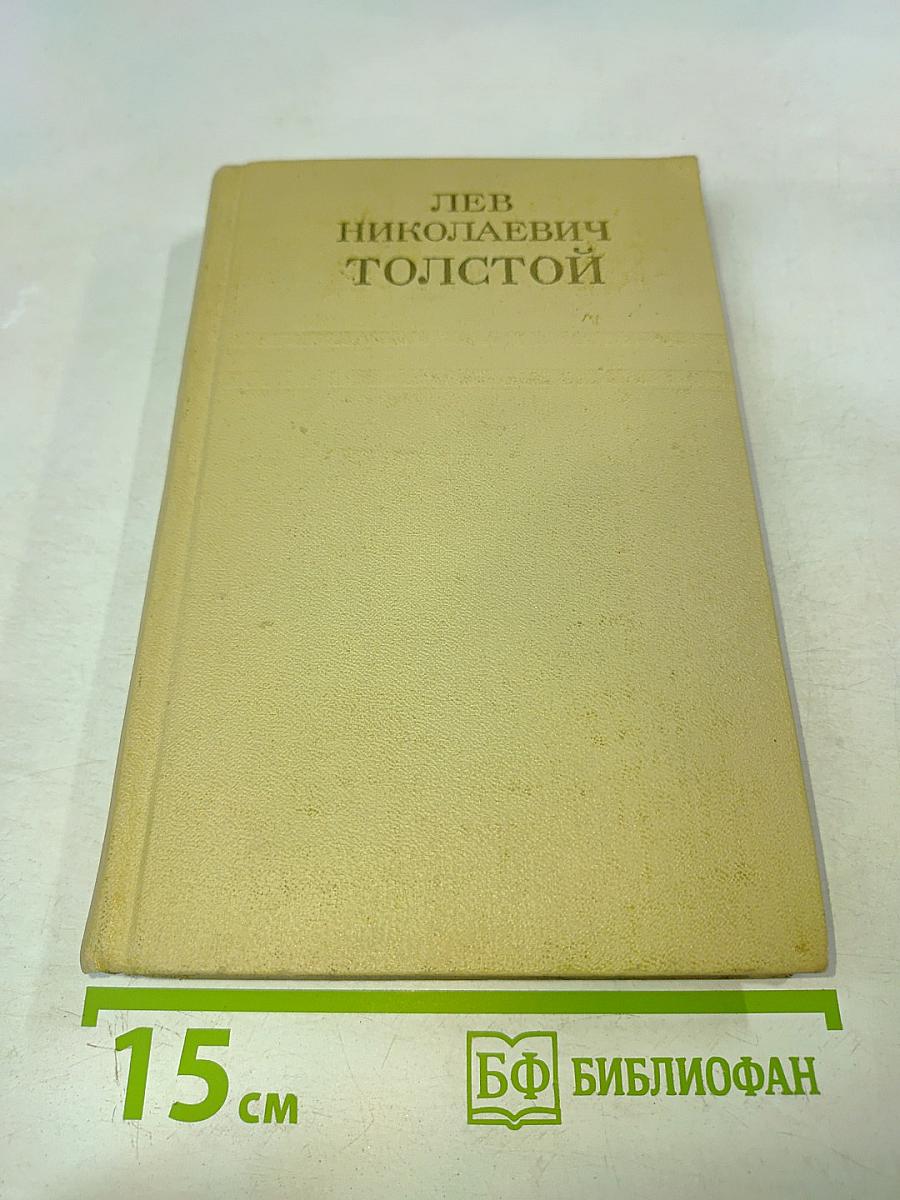 ЛЕВ
НИКОЛАЕВИЧ
ТОЛСТОЙ
15 см
БФ БИБЛИОФАН